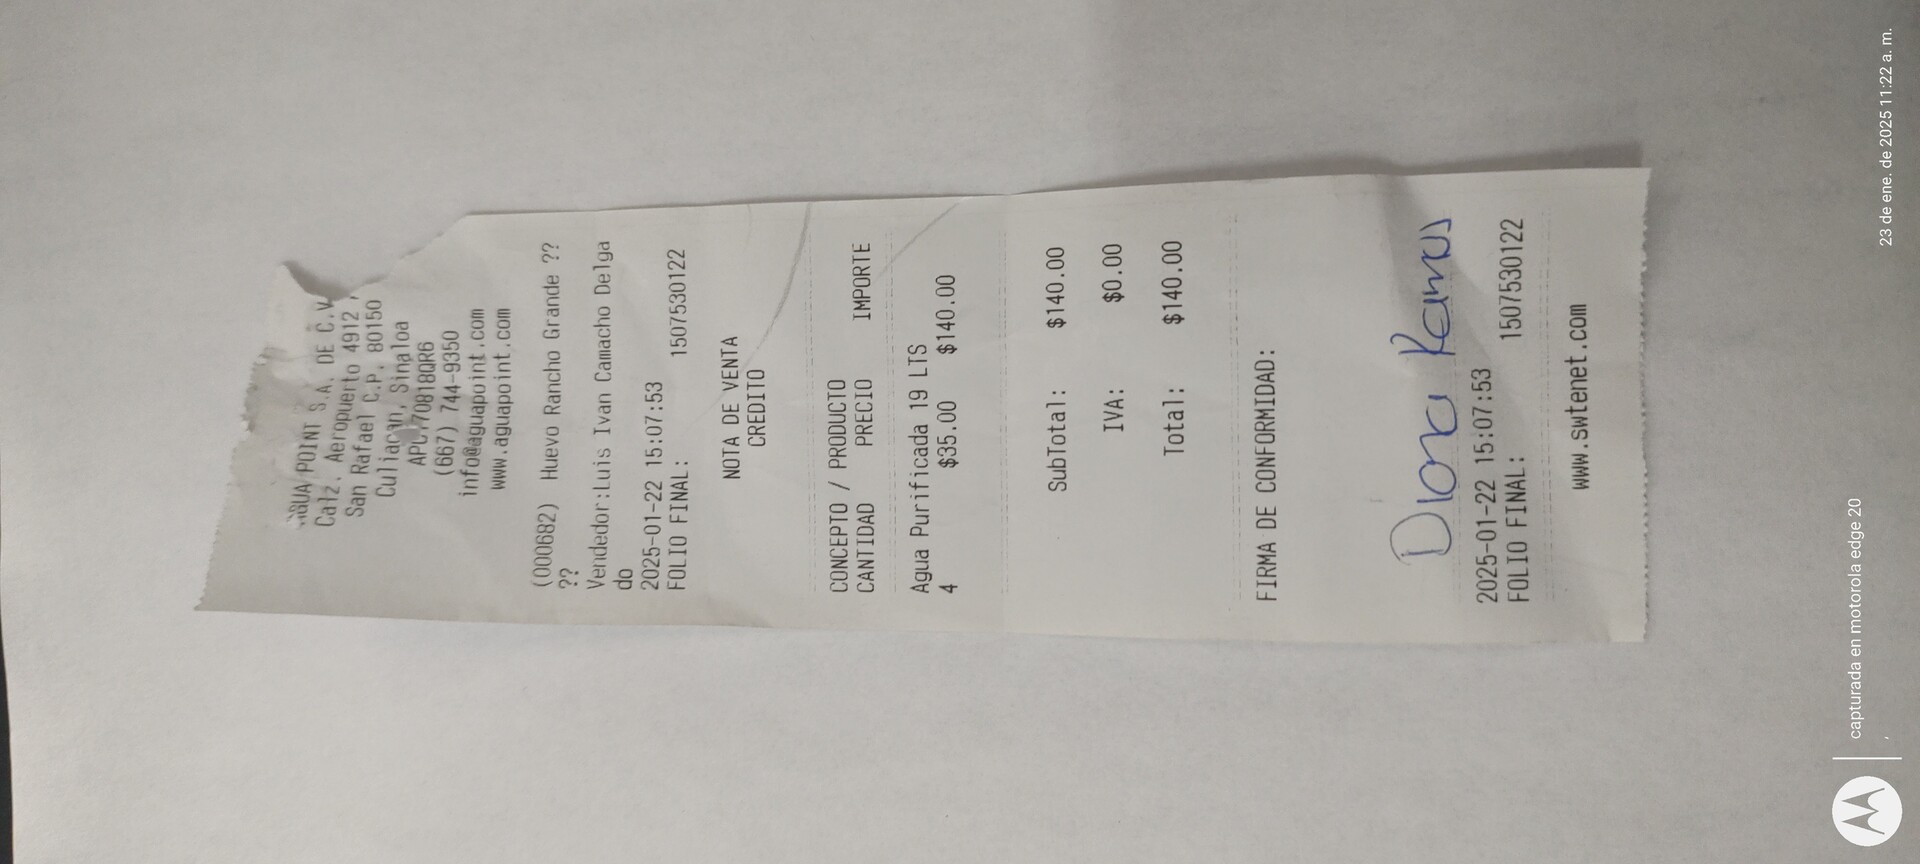 AGUA POINT S.A. DE C.V.
Calz. Aeropuerto 4912,
San Rafael C.P. 80150
Culiacan, Sinaloa
(667) 744-9350
info@aguapoint.com
www.aguapoint.com
(000682) Huevo Rancho Grande ??
??
Vendedor:Luis Ivan Camacho Delga
do
2025-01-22 15:07:53
FOLIO FINAL: 1507530122
NOTA DE VENTA
CREDITO
CONCEPTO / PRODUCTO
CANTIDAD PRECIO IMPORTE
Agua Purificada 19 LTS
4 $35.00 $140.00
SubTotal: $140.00
IVA: $0.00
Total: $140.00
FIRMA DE CONFORMIDAD:
Diana Ramos
2025-01-22 15:07:53
FOLIO FINAL: 1507530122
www.swtenet.com
capturada en motorola edge 20
23 de ene. de 2025 11:22 a. m.